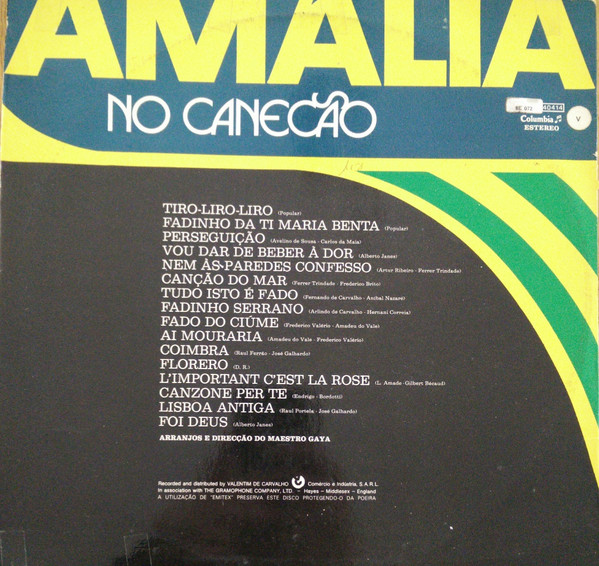 AMÁLIA
NO CANECÃO
40414
Columbia
ESTEREO
V
TIRO-LIRO-LIRO (Popular)
FADINHO DA TI MARIA BENTA (Popular)
PERSEGUIÇÃO (Avelino de Sousa - Carlos da Maia)
VOU DAR DE BEBER À DOR (Alberto Janes)
NEM ÀS PAREDES CONFESSO (Artur Ribeiro - Ferrer Trindade)
CANÇÃO DO MAR (Ferrer Trindade - Frederico Brito)
TUDO ISTO É FADO (Fernando de Carvalho - Aníbal Nazaré)
FADINHO SERRANO (Arlindo de Carvalho - Hernani Correia)
FADO DO CIÚME (Frederico Valério - Amadeu do Vale)
AI MOURARIA (Amadeu do Vale - Frederico Valério)
COIMBRA (Raul Ferrão - José Galhardo)
FLORERO (D. R.)
L'IMPORTANT C'EST LA ROSE (L. Amade - Gilbert Bécaud)
CANZONE PER TE (Endrigo - Bardotti)
LISBOA ANTIGA (Raul Portela - José Galhardo)
FOI DEUS (Alberto Janes)
ARRANJOS E DIRECÇÃO DO MAESTRO GAYA
Recorded and distributed by VALENTIM DE CARVALHO Comércio e Indústria, S.A.R.L.
In association with THE GRAMOPHONE COMPANY, LTD. - Hayes - Middlesex - England
A UTILIZAÇÃO DE "EMITEX" PRESERVA ESTE DISCO PROTEGENDO-O DA POEIRA